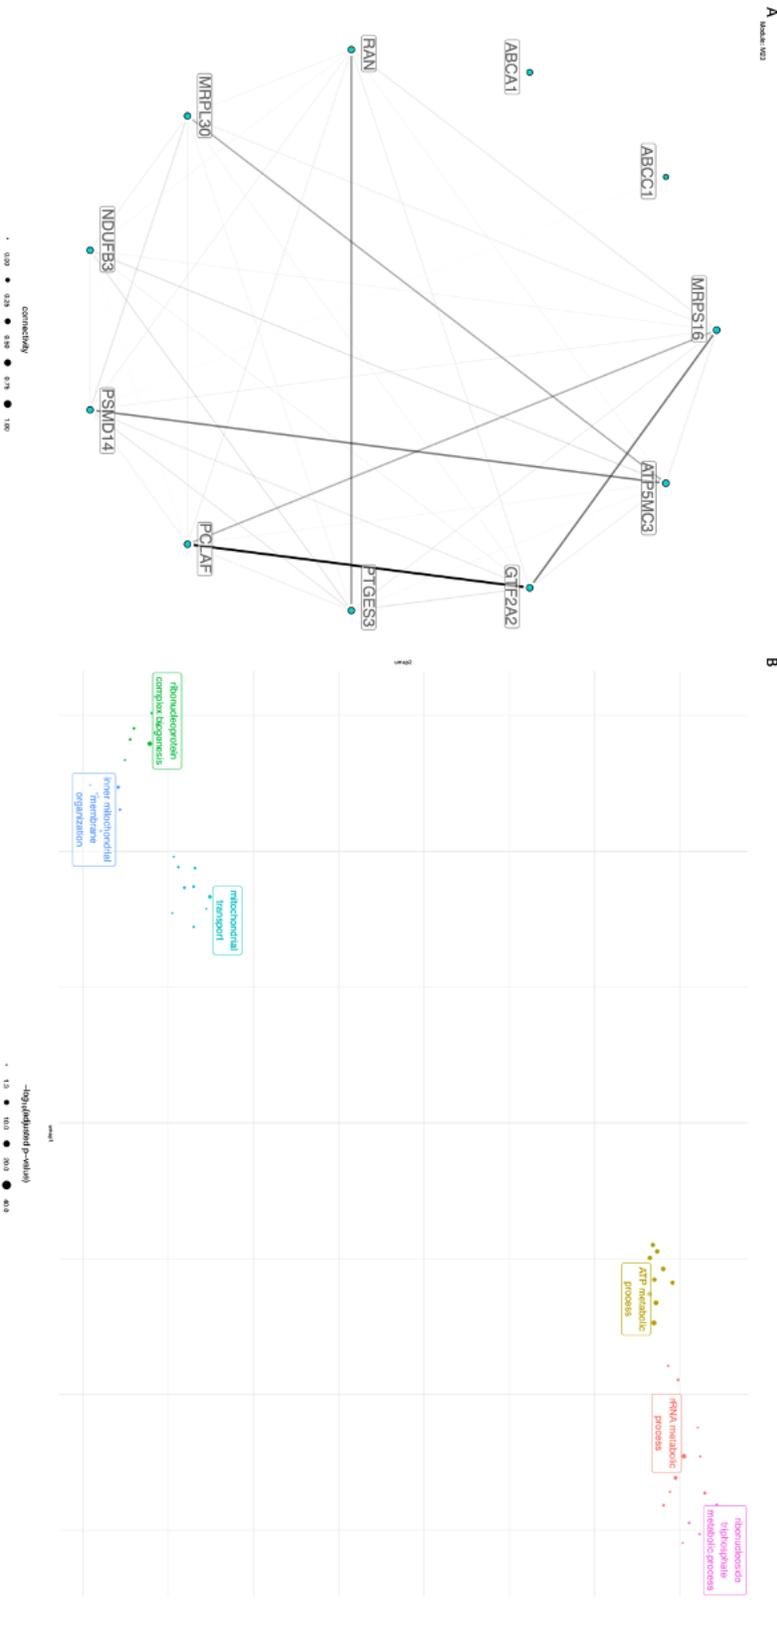 A
Module: M23
MRPS16
ABCC1
ATP5MC3
ABCA1
GTF2A2
RAN
PTGES3
MRPL30
PCLAF
NDUFB3
PSMD14
connectivity
0.00
0.25
0.50
0.75
1.00
B
umap2
ribonucleoside
triphosphate
metabolic process
rRNA metabolic
process
ATP metabolic
process
mitochondrial
transport
ribonucleoprotein
complex biogenesis
inner mitochondrial
membrane
organization
umap1
−log10(adjusted p−value)
1.3
10.0
20.0
40.0